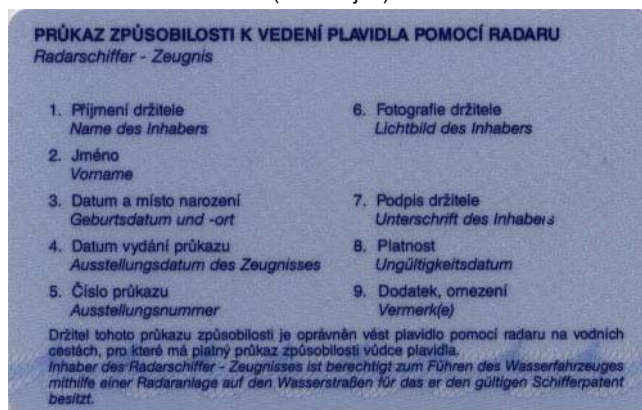 PRŮKAZ ZPŮSOBILOSTI K VEDENÍ PLAVIDLA POMOCÍ RADARU
Radarschiffer - Zeugnis
1. Příjmení držitele
Name des Inhabers
2. Jméno
Vorname
3. Datum a místo narození
Geburtsdatum und -ort
4. Datum vydání průkazu
Ausstellungsdatum des Zeugnisses
5. Číslo průkazu
Ausstellungsnummer
6. Fotografie držitele
Lichtbild des Inhabers
7. Podpis držitele
Unterschrift des Inhabers
8. Platnost
Ungültigkeitsdatum
9. Dodatek, omezení
Vermerk(e)
Držitel tohoto průkazu způsobilosti je oprávněn vést plavidlo pomocí radaru na vodních
cestách, pro které má platný průkaz způsobilosti vůdce plavidla.
Inhaber des Radarschiffer - Zeugnisses ist berechtigt zum Führen des Wasserfahrzeuges
mithilfe einer Radaranlage auf den Wasserstraßen für das er den gültigen Schifferpatent
besitzt.